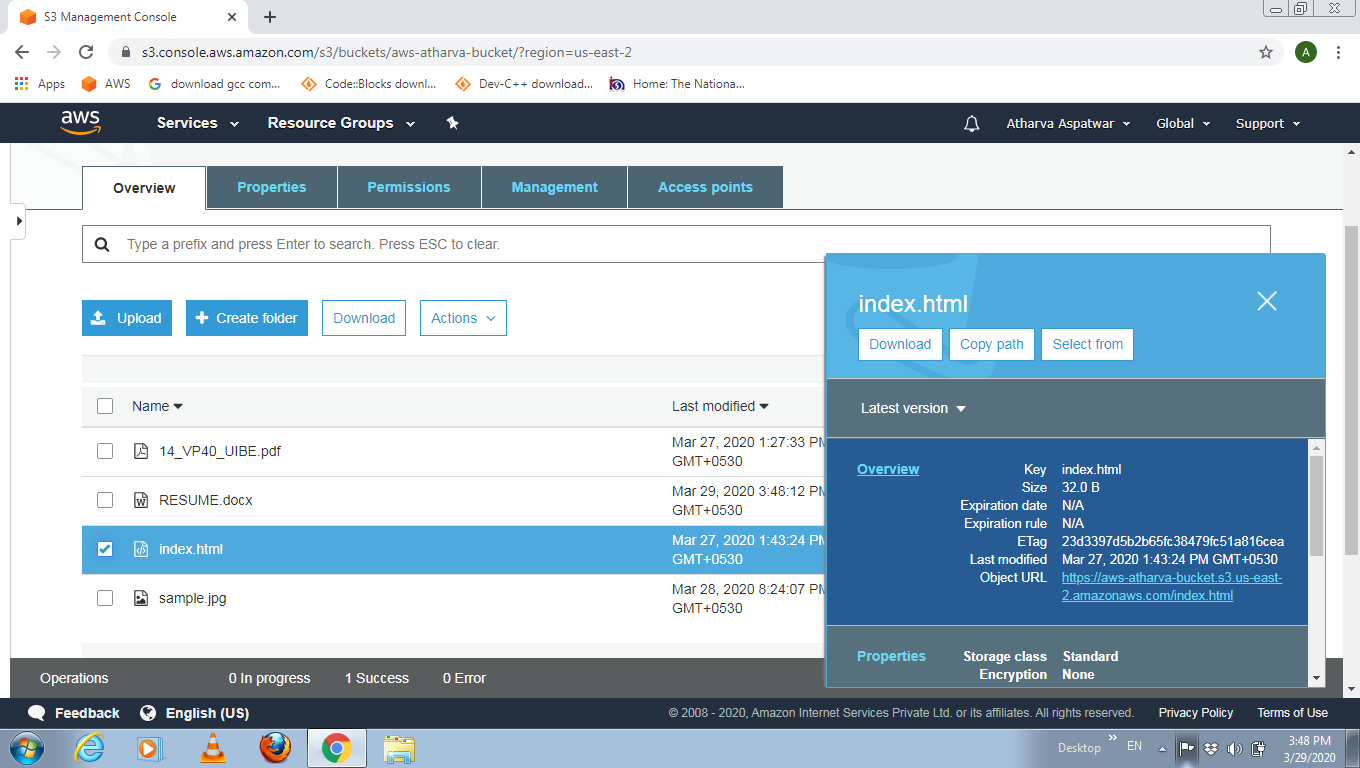 S3 Management Console
s3.console.aws.amazon.com/s3/buckets/aws-atharva-bucket/?region=us-east-2
A
Apps
AWS
download gcc com...
Code::Blocks downl...
Dev-C++ download...
Home: The Nationa...
aws
Services
Resource Groups
Atharva Aspatwar
Global
Support
Overview
Properties
Permissions
Management
Access points
Type a prefix and press Enter to search. Press ESC to clear.
Upload
Create folder
Download
Actions
Name
Last modified
14_VP40_UIBE.pdf
Mar 27, 2020 1:27:33 PM
GMT+0530
RESUME.docx
Mar 29, 2020 3:48:12 PM
GMT+0530
index.html
Mar 27, 2020 1:43:24 PM
GMT+0530
sample.jpg
Mar 28, 2020 8:24:07 PM
GMT+0530
index.html
Download
Copy path
Select from
Latest version
Overview
Key index.html
Size 32.0 B
Expiration date N/A
Expiration rule N/A
ETag 23d3397d5b2b65fc38479fc51a816cea
Last modified Mar 27, 2020 1:43:24 PM GMT+0530
Object URL https://aws-atharva-bucket.s3.us-east-
2.amazonaws.com/index.html
Properties
Storage class Standard
Encryption None
Operations
0 In progress
1 Success
0 Error
Feedback
English (US)
© 2008 - 2020, Amazon Internet Services Private Ltd. or its affiliates. All rights reserved.
Privacy Policy
Terms of Use
Desktop
EN
3:48 PM
3/29/2020